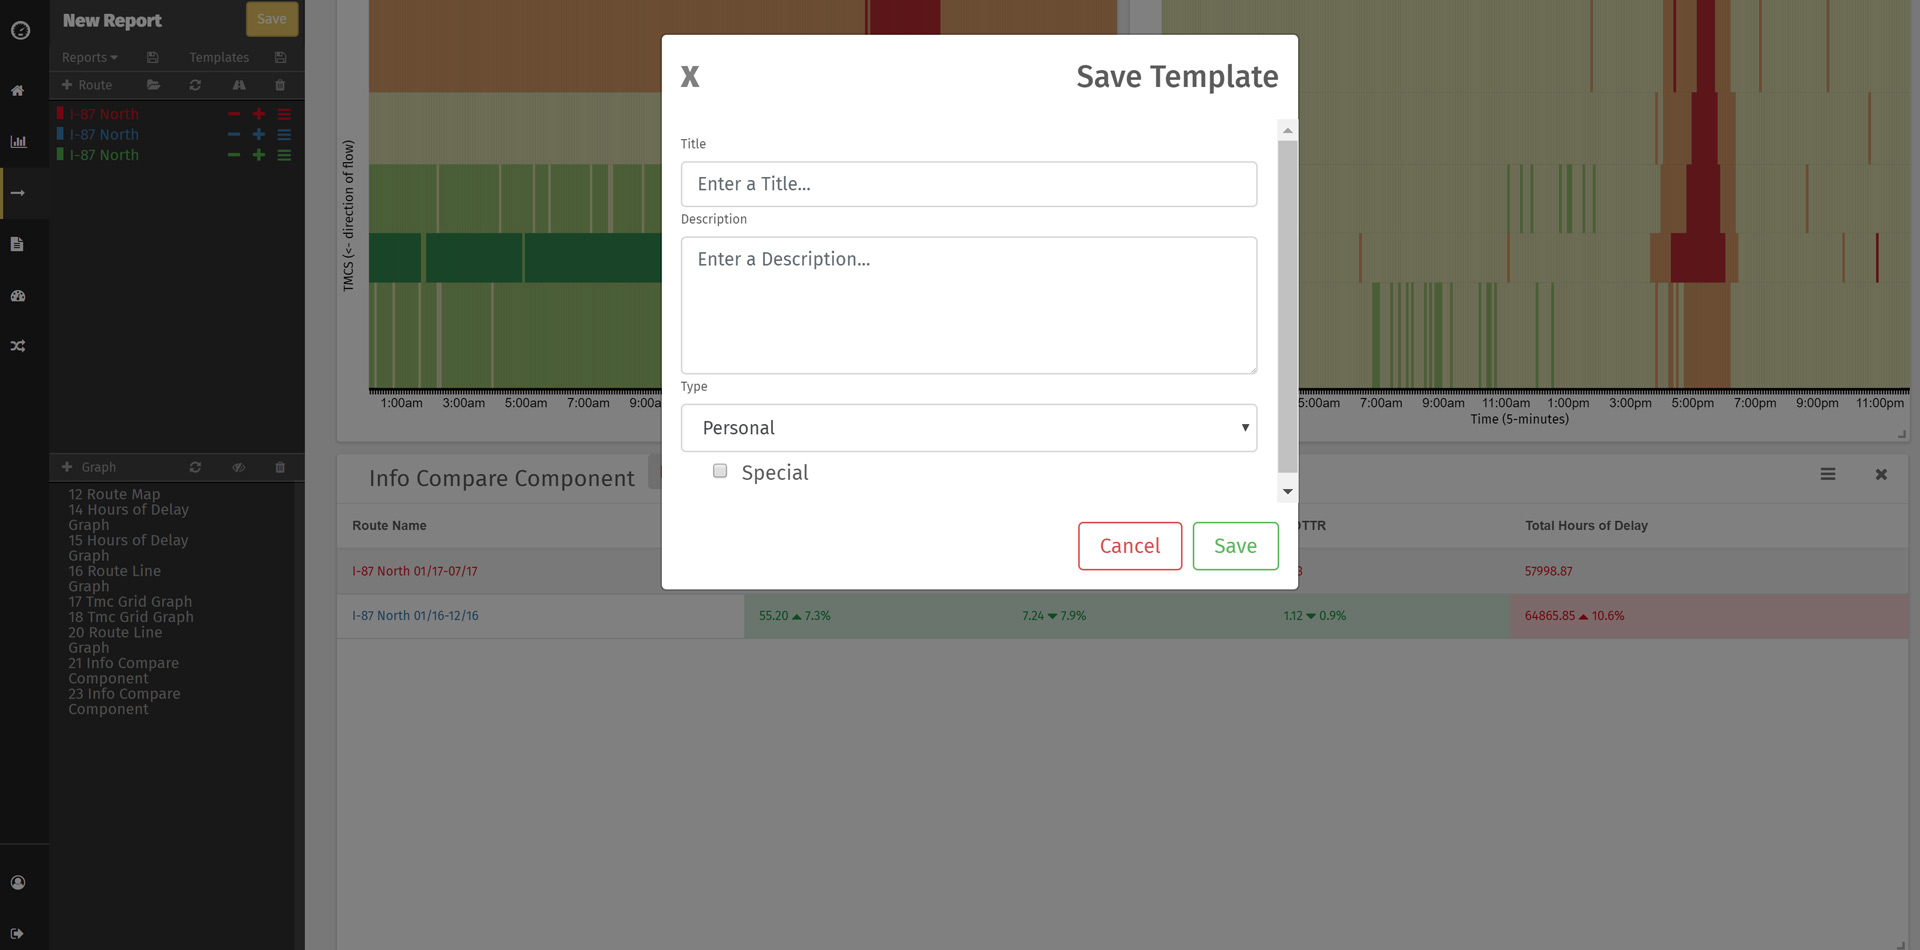 New Report
Save
Reports
Templates
Route
I-87 North
I-87 North
I-87 North
Graph
12 Route Map
14 Hours of Delay
Graph
15 Hours of Delay
Graph
16 Route Line
Graph
17 Tmc Grid Graph
18 Tmc Grid Graph
20 Route Line
Graph
21 Info Compare
Component
23 Info Compare
Component
TMCS (<- direction of flow)
1:00am 3:00am 5:00am 7:00am 9:00a
5:00am 7:00am 9:00am 11:00am 1:00pm 3:00pm 5:00pm 7:00pm 9:00pm 11:00pm
Time (5-minutes)
X
Save Template
Title
Enter a Title...
Description
Enter a Description...
Type
Personal
Special
Cancel
Save
Info Compare Component
Route Name TTR Total Hours of Delay
I-87 North 01/17-07/17 57998.87
I-87 North 01/16-12/16 55.20 ▲ 7.3% 7.24 ▼ 7.9% 1.12 ▼ 0.9% 64865.85 ▲ 10.6%